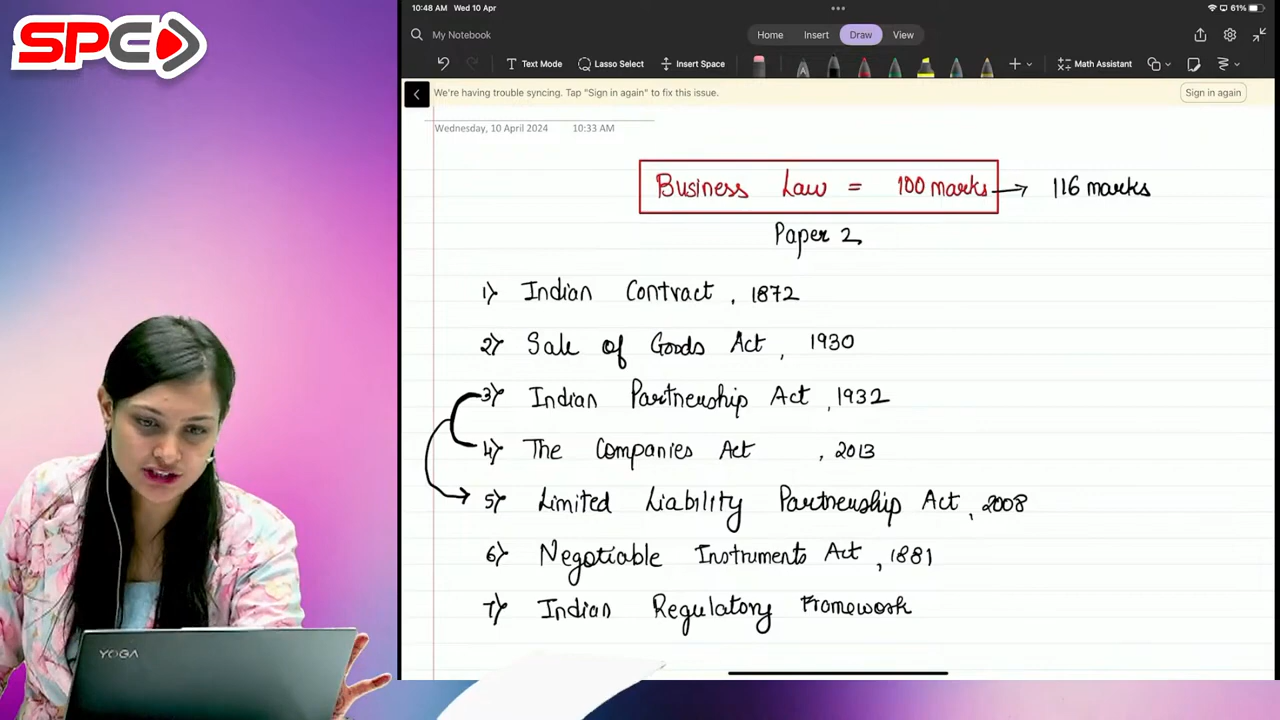 SPC
10:48 AM Wed 10 Apr
61%
My Notebook
Home Insert Draw View
Text Mode Lasso Select Insert Space Math Assistant
We're having trouble syncing. Tap "Sign in again" to fix this issue. Sign in again
Wednesday, 10 April 2024 10:33 AM
Business Law = 100 marks → 116 marks
Paper 2
1) Indian Contract, 1872
2) Sale of Goods Act, 1930
3) Indian Partnership Act, 1932
4) The Companies Act, 2013
5) Limited Liability Partnership Act, 2008
6) Negotiable Instruments Act, 1881
7) Indian Regulatory Framework
YOGA